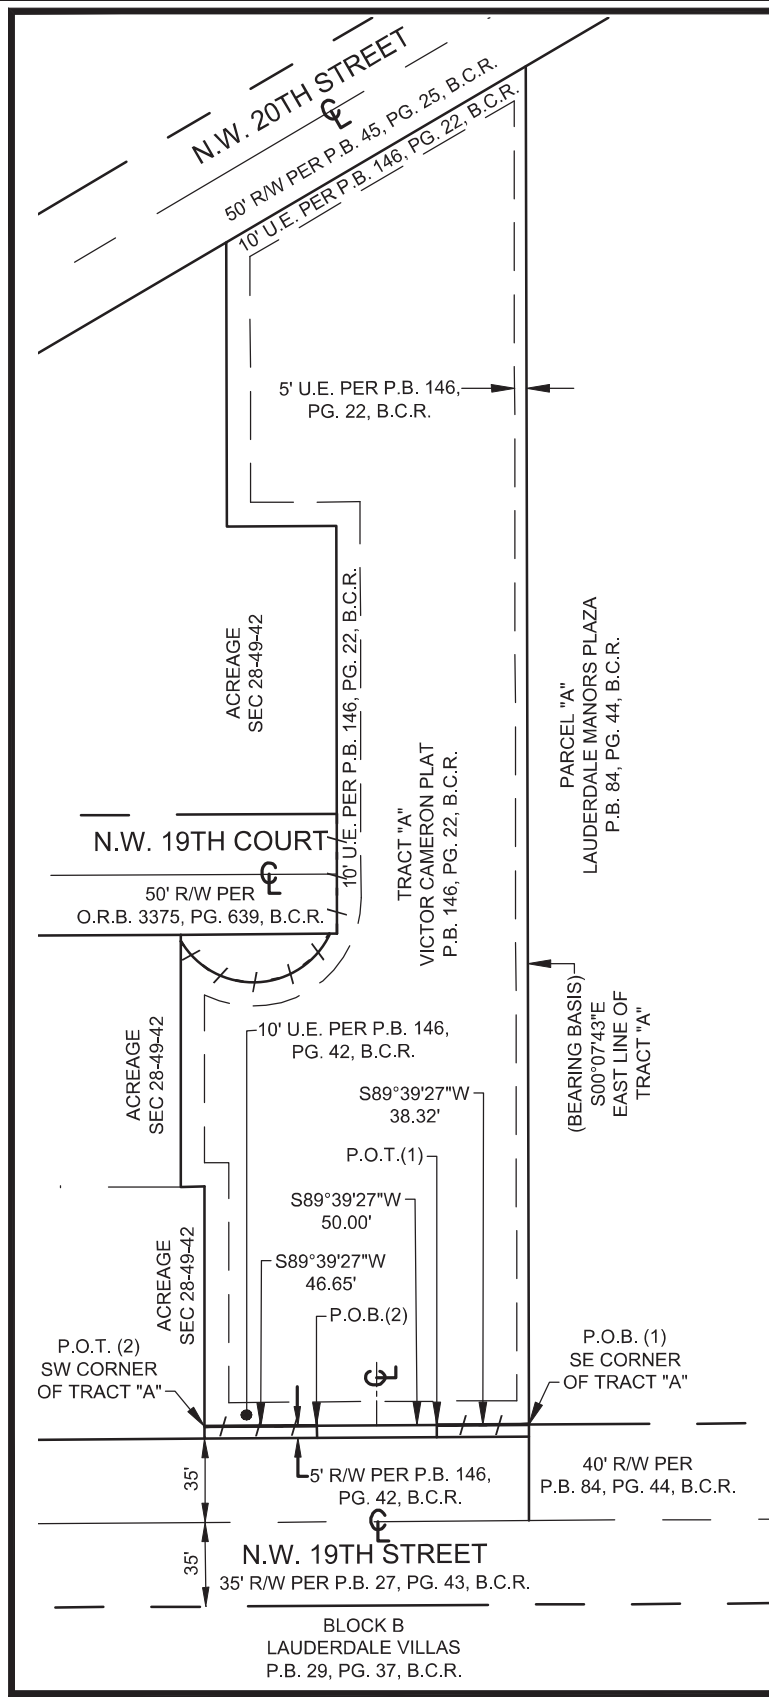 N.W. 20TH STREET
50' R/W PER P.B. 45, PG. 25, B.C.R.
10' U.E. PER P.B. 146, PG. 22, B.C.R.
5' U.E. PER P.B. 146,
PG. 22, B.C.R.
ACREAGE
SEC 28-49-42
10' U.E. PER P.B. 146, PG. 22, B.C.R.
TRACT "A"
VICTOR CAMERON PLAT
P.B. 146, PG. 22, B.C.R.
PARCEL "A"
LAUDERDALE MANORS PLAZA
P.B. 84, PG. 44, B.C.R.
N.W. 19TH COURT
50' R/W PER
O.R.B. 3375, PG. 639, B.C.R.
(BEARING BASIS)
S00°07'43"E
EAST LINE OF
TRACT "A"
ACREAGE
SEC 28-49-42
10' U.E. PER P.B. 146,
PG. 42, B.C.R.
S89°39'27"W
38.32'
P.O.T.(1)
S89°39'27"W
50.00'
ACREAGE
SEC 28-49-42
S89°39'27"W
46.65'
P.O.B.(2)
P.O.T. (2)
SW CORNER
OF TRACT "A"
P.O.B. (1)
SE CORNER
OF TRACT "A"
35'
5' R/W PER P.B. 146,
PG. 42, B.C.R.
40' R/W PER
P.B. 84, PG. 44, B.C.R.
35'
N.W. 19TH STREET
35' R/W PER P.B. 27, PG. 43, B.C.R.
BLOCK B
LAUDERDALE VILLAS
P.B. 29, PG. 37, B.C.R.